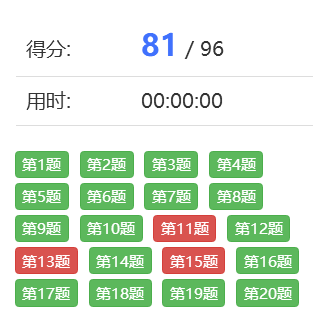 得分: 81 / 96
用时: 00:00:00
第1题 第2题 第3题 第4题
第5题 第6题 第7题 第8题
第9题 第10题 第11题 第12题
第13题 第14题 第15题 第16题
第17题 第18题 第19题 第20题